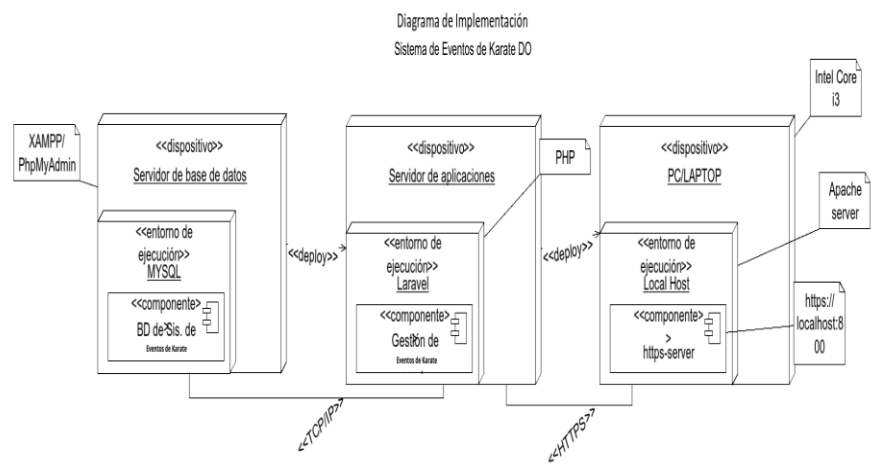 Diagrama de Implementación
Sistema de Eventos de Karate DO
XAMPP/
PhpMyAdmin
<<dispositivo>>
Servidor de base de datos
<<entorno de
ejecución>>
MYSQL
<<componente>
>
BD de Sis. de
Eventos de Karate
<<deploy>>
<<dispositivo>>
Servidor de aplicaciones
PHP
<<entorno de
ejecución>>
Laravel
<<componente>
>
Gestión de
Eventos de Karate
<<deploy>>
<<dispositivo>>
PC/LAPTOP
Intel Core
i3
Apache
server
<<entorno de
ejecución>>
Local Host
<<componente>
>
https-server
https://
localhost:8
00
<<TCP/IP>>
<<HTTPS>>